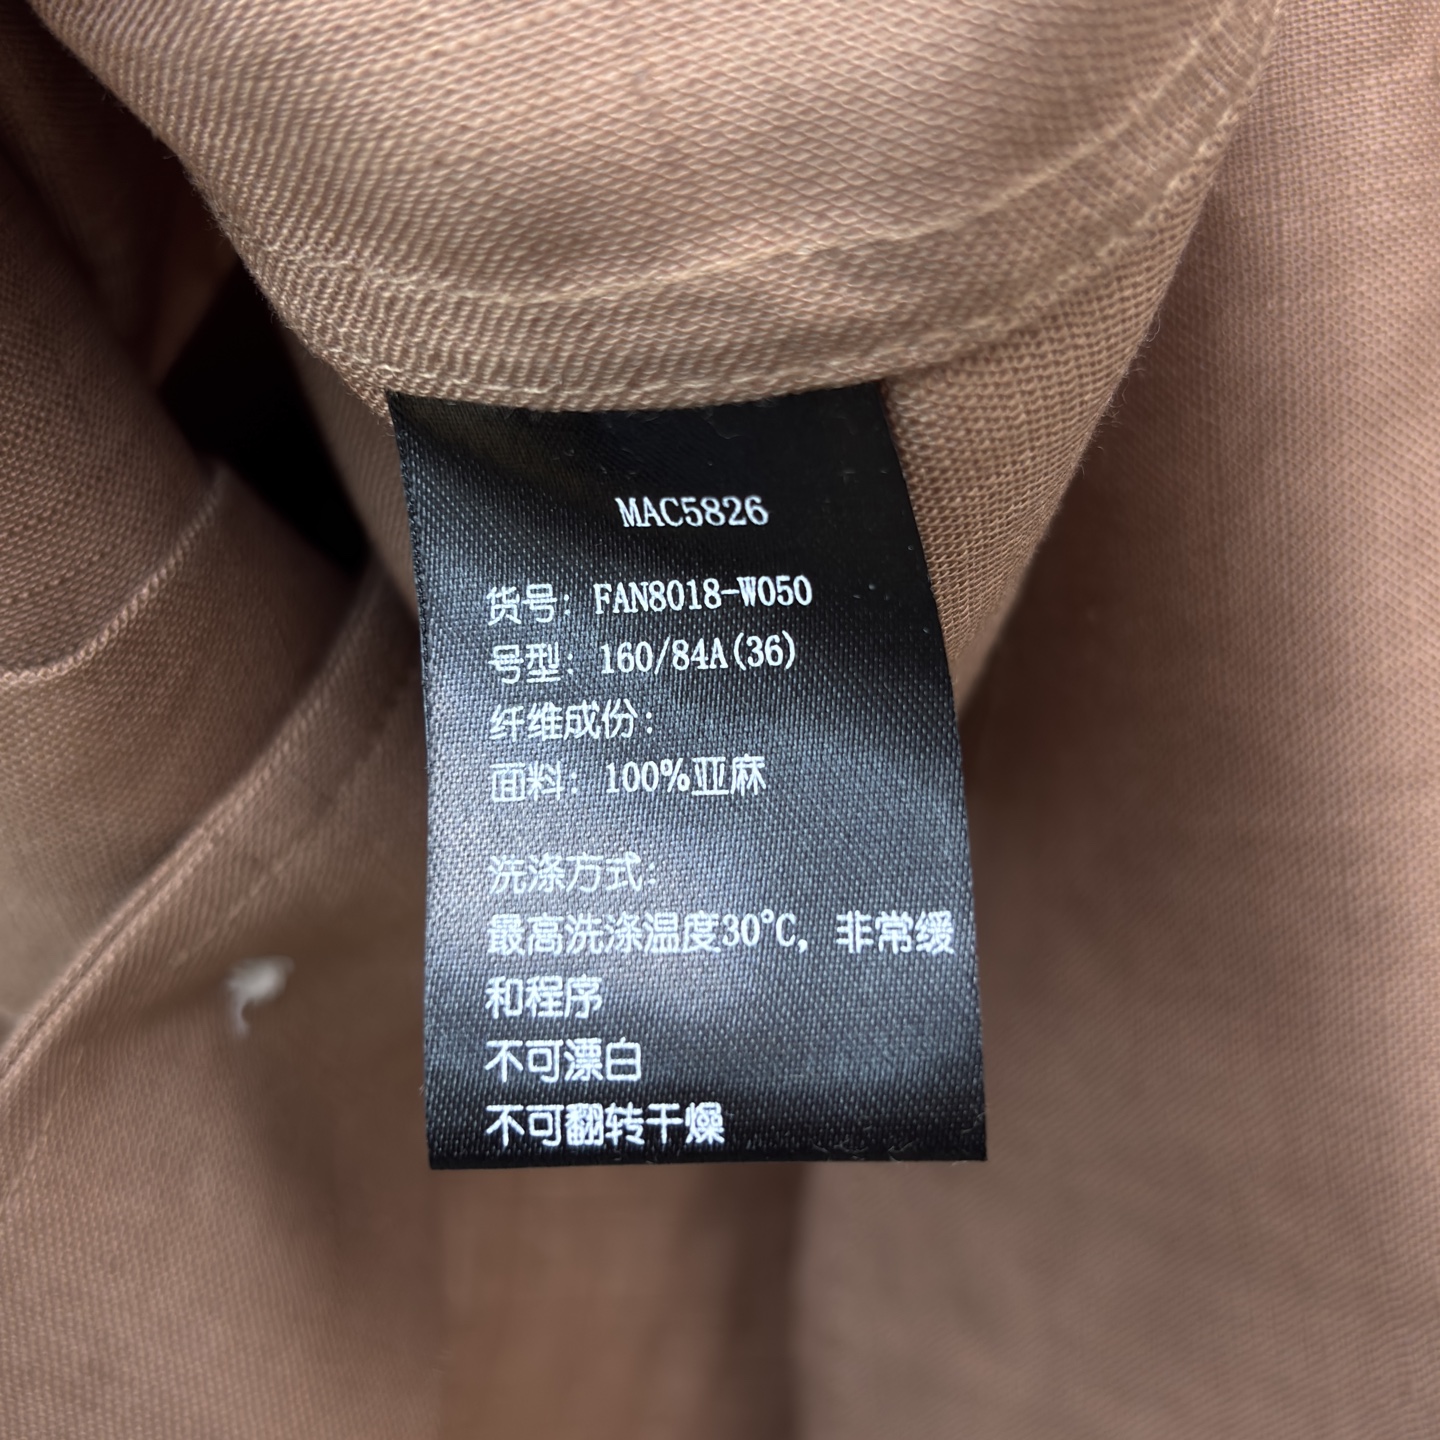 MAC5826
货号: FAN8018-W050
号型: 160/84A(36)
纤维成份:
面料: 100%亚麻
洗涤方式:
最高洗涤温度30℃, 非常缓
和程序
不可漂白
不可翻转干燥